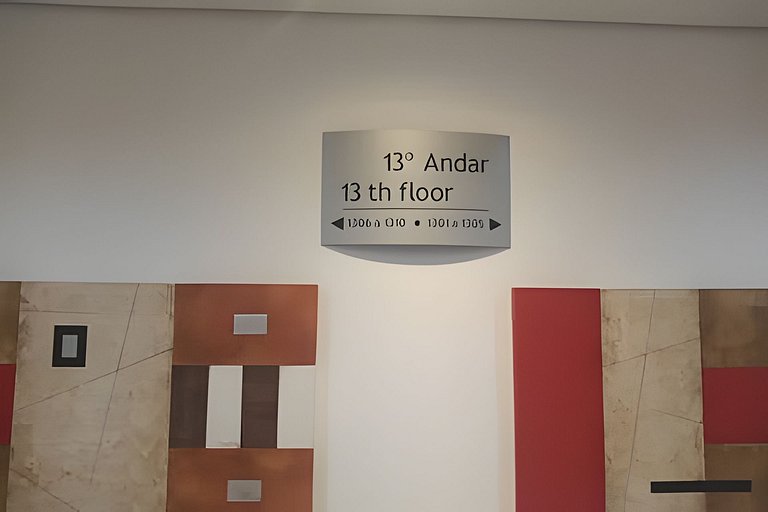 13º Andar
13 th floor
1306 a 1310 • 1301 a 1305